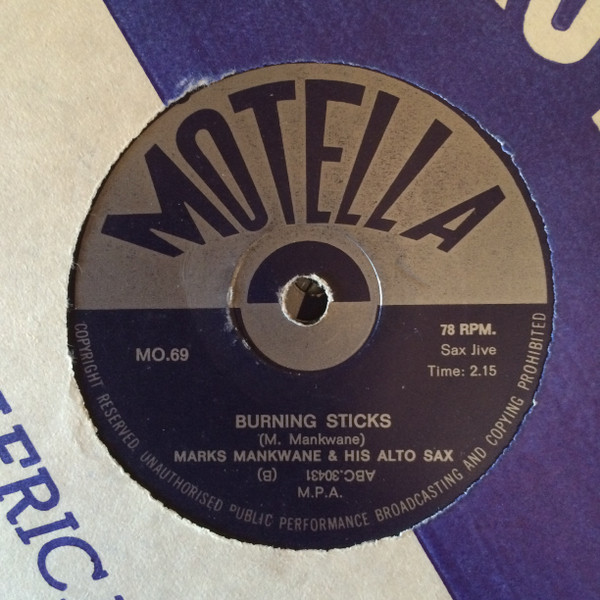 MOTELLA
MO.69
78 RPM.
Sax Jive
Time: 2.15
BURNING STICKS
(M. Mankwane)
MARKS MANKWANE & HIS ALTO SAX
ABC.30431 (B)
M.P.A.
COPYRIGHT RESERVED. UNAUTHORISED PUBLIC PERFORMANCE BROADCASTING AND COPYING PROHIBITED